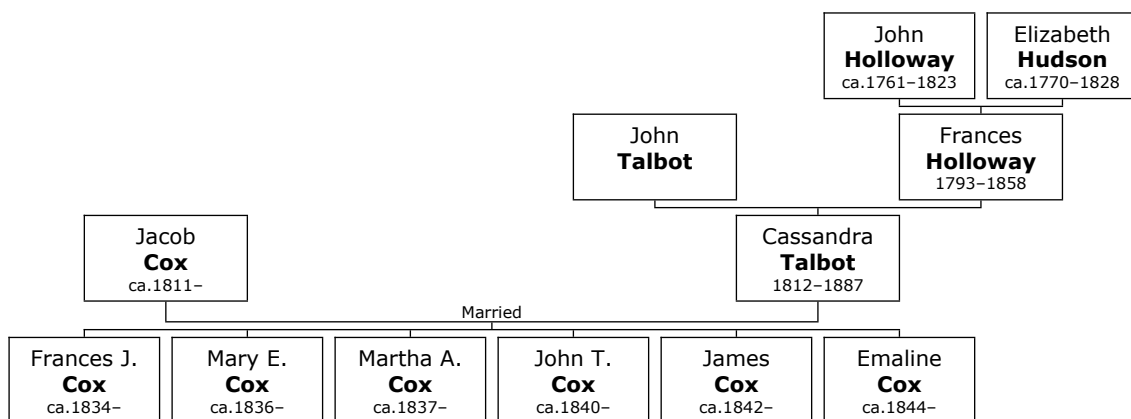 John
Holloway
ca.1761–1823
Elizabeth
Hudson
ca.1770–1828
John
Talbot
Frances
Holloway
1793–1858
Jacob
Cox
ca.1811–
Cassandra
Talbot
1812–1887
Married
Frances J.
Cox
ca.1834–
Mary E.
Cox
ca.1836–
Martha A.
Cox
ca.1837–
John T.
Cox
ca.1840–
James
Cox
ca.1842–
Emaline
Cox
ca.1844–